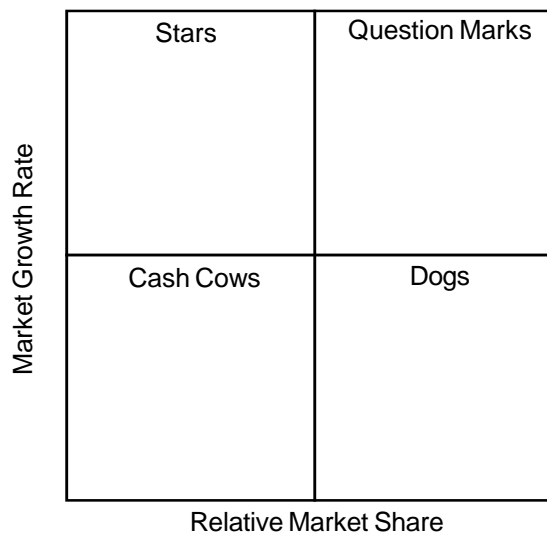 Stars
Question Marks
Market Growth Rate
Cash Cows
Dogs
Relative Market Share